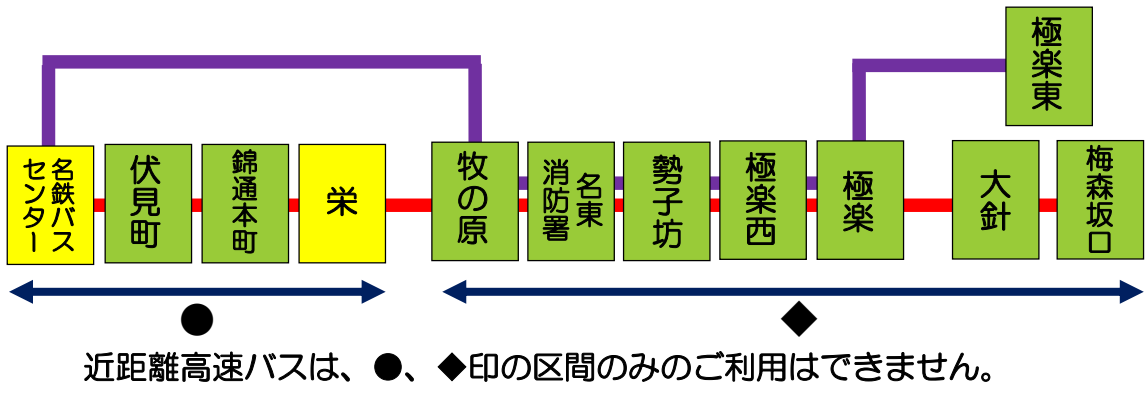 名鉄バス
センター
伏見町
錦通本町
栄
牧の原
名東
消防署
勢子坊
極楽西
極楽
極楽東
大針
梅森坂口
●
◆
近距離高速バスは、●、◆印の区間のみのご利用はできません。